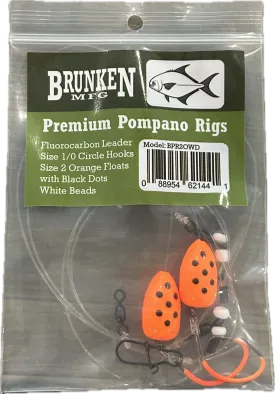 BRUNKEN
MFG
Premium Pompano Rigs
Fluorocarbon Leader
Size 1/0 Circle Hooks
Size 2 Orange Floats
with Black Dots
White Beads
Model: BPR2OWD
0 88954 62144 1